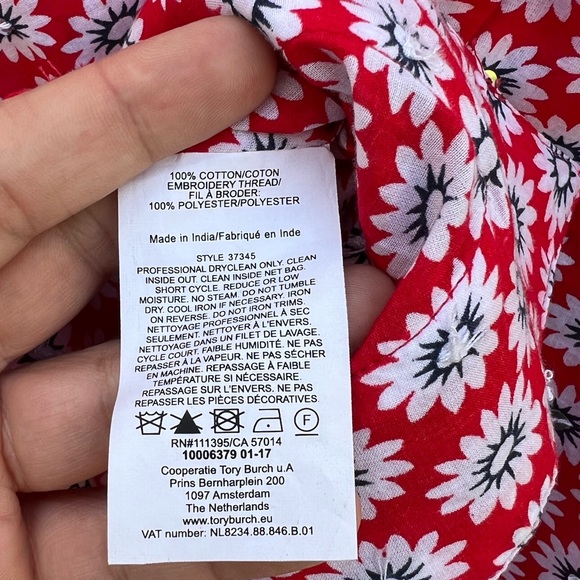 100% COTTON/COTON
EMBROIDERY THREAD/
FIL À BRODER:
100% POLYESTER/POLYESTER
Made in India/Fabriqué en Inde
STYLE 37345
PROFESSIONAL DRYCLEAN ONLY. CLEAN
INSIDE OUT. CLEAN INSIDE NET BAG.
SHORT CYCLE. REDUCE OR LOW
MOISTURE. NO STEAM. DO NOT TUMBLE
DRY. COOL IRON IF NECESSARY. IRON
ON REVERSE. DO NOT IRON TRIMS.
NETTOYAGE PROFESSIONNEL À SEC
SEULEMENT. NETTOYER À L'ENVERS.
NETTOYAGE DANS UN FILET DE LAVAGE.
CYCLE COURT. FAIBLE HUMIDITÉ. NE PAS
REPASSER À LA VAPEUR. NE PAS SÉCHER
EN MACHINE. REPASSAGE À FAIBLE
TEMPÉRATURE SI NÉCESSAIRE.
REPASSER À L'ENVERS. NE PAS
REPASSER LES PIÈCES DÉCORATIVES.
F
RN#111395/CA 57014
10006379 01-17
Cooperatie Tory Burch u.A
Prins Bernharplein 200
1097 Amsterdam
The Netherlands
www.toryburch.eu
VAT number: NL8234.88.846.B.01